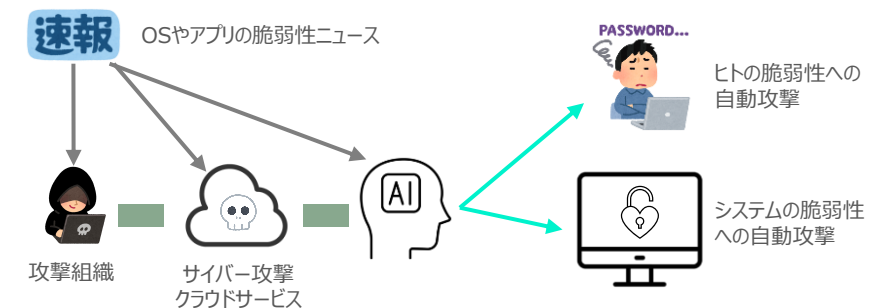 速報
OSやアプリの脆弱性ニュース
PASSWORD...
ヒトの脆弱性への
自動攻撃
AI
システムの脆弱性
への自動攻撃
攻撃組織
サイバー攻撃
クラウドサービス